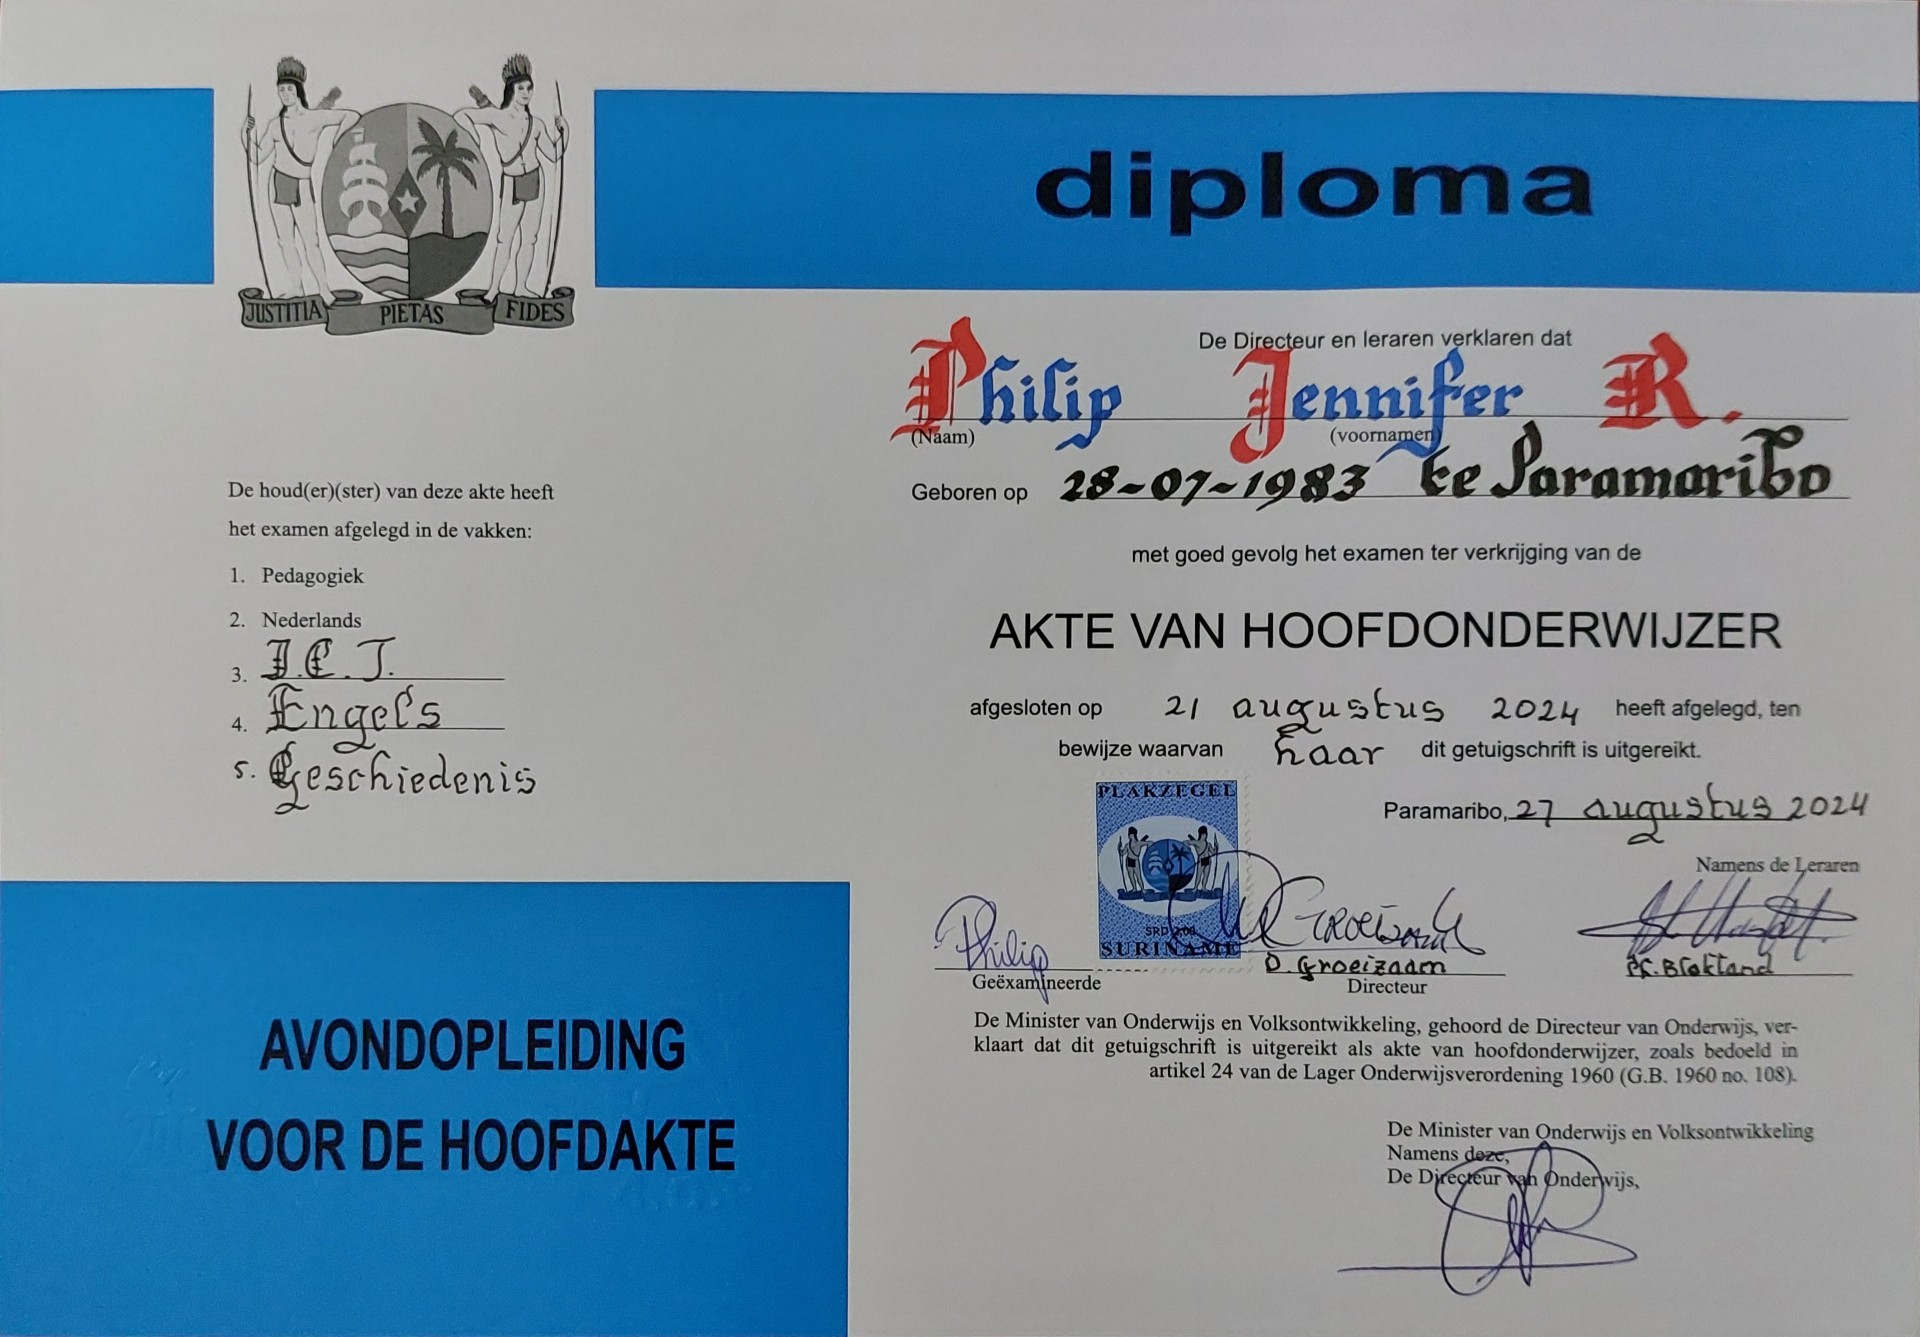 JUSTITIA PIETAS FIDES
diploma
De Directeur en leraren verklaren dat
Philip Jennifer R.
(Naam) (voornamen)
Geboren op 28-07-1983 te Paramaribo
met goed gevolg het examen ter verkrijging van de
AKTE VAN HOOFDONDERWIJZER
afgesloten op 21 augustus 2024 heeft afgelegd, ten
bewijze waarvan haar dit getuigschrift is uitgereikt.
Paramaribo, 27 augustus 2024
Namens de Leraren
PLAKZEGEL
SRD
SURINAME
Philip
D. Groeizaam
Geëxamineerde
Directeur
De Minister van Onderwijs en Volksontwikkeling, gehoord de Directeur van Onderwijs, ver-
klaart dat dit getuigschrift is uitgereikt als akte van hoofdonderwijzer, zoals bedoeld in
artikel 24 van de Lager Onderwijsverordening 1960 (G.B. 1960 no. 108).
De Minister van Onderwijs en Volksontwikkeling
Namens deze,
De Directeur van Onderwijs,
De houd(er)(ster) van deze akte heeft
het examen afgelegd in de vakken:
1. Pedagogiek
2. Nederlands
3. I.C.T.
4. Engels
5. Geschiedenis
AVONDOPLEIDING
VOOR DE HOOFDAKTE